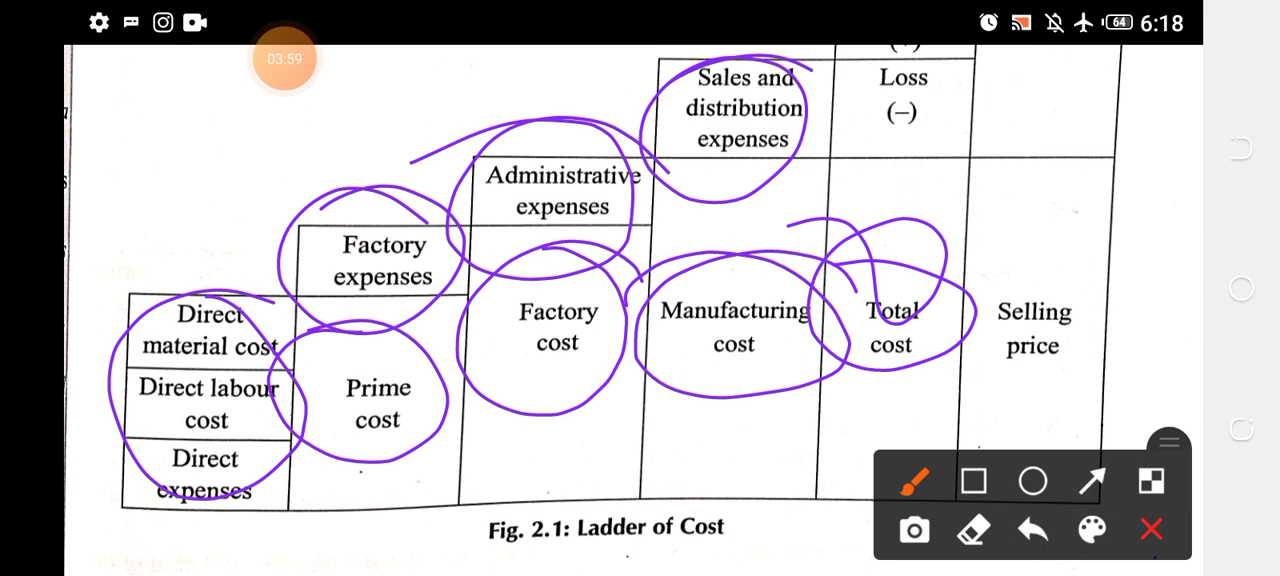 64 6:18
03:59
Sales and
distribution
expenses
Loss
(–)
Administrative
expenses
Factory
expenses
Direct
material cost
Direct labour
cost
Direct
expenses
Prime
cost
Factory
cost
Manufacturing
cost
Total
cost
Selling
price
Fig. 2.1: Ladder of Cost